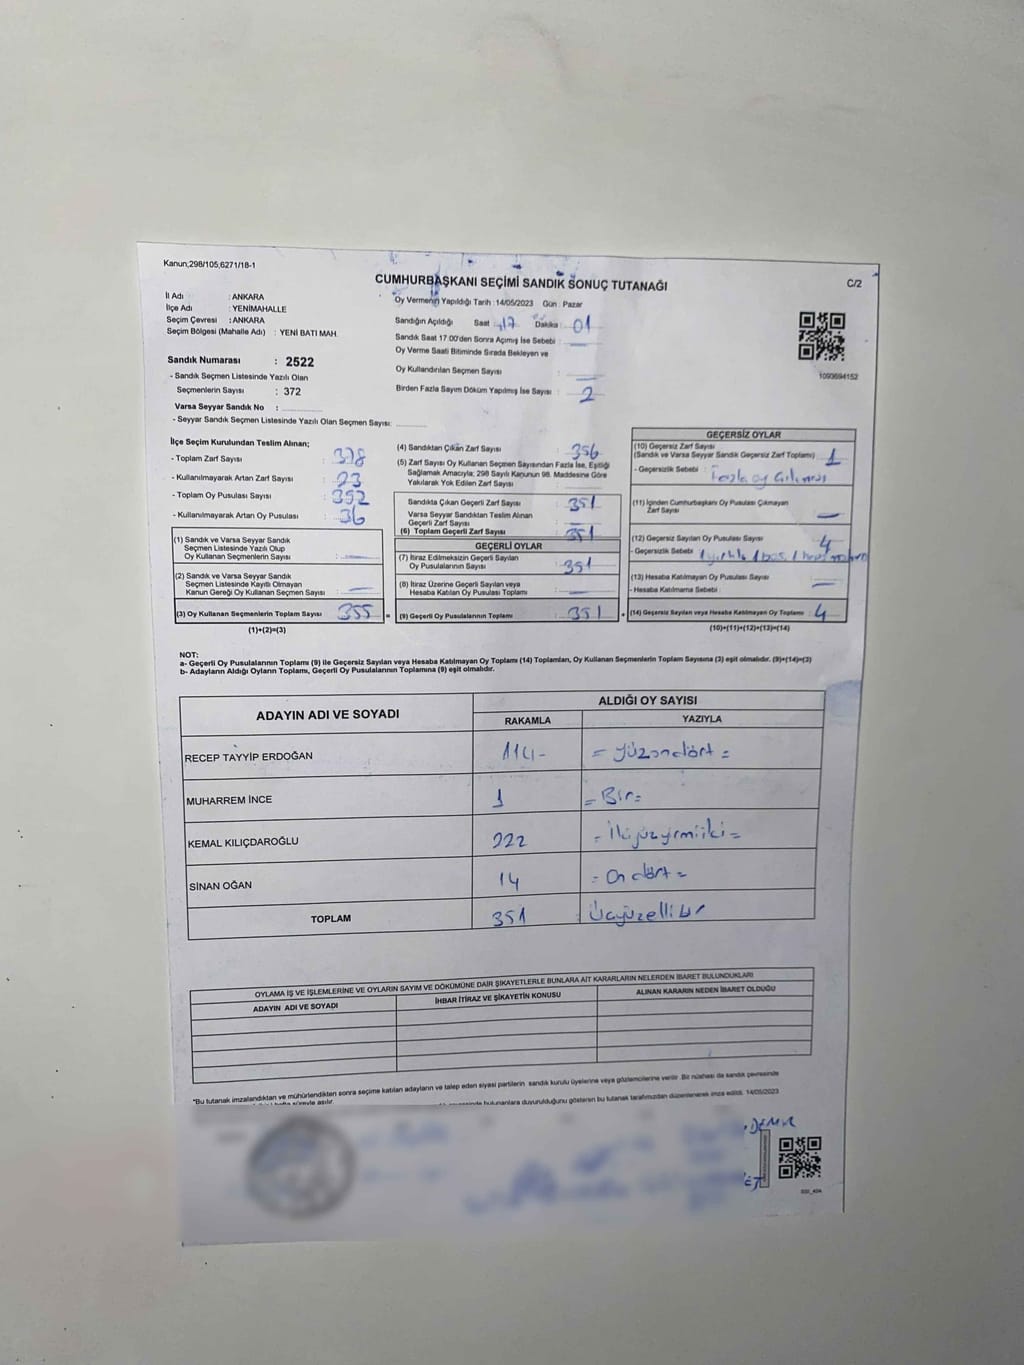 Kanun,298/105,6271/18-1
CUMHURBAŞKANI SEÇİMİ SANDIK SONUÇ TUTANAĞI
C/2
İl Adı : ANKARA
İlçe Adı : YENİMAHALLE
Seçim Çevresi : ANKARA
Seçim Bölgesi (Mahalle Adı) : YENİ BATI MAH.
Sandık Numarası : 2522
- Sandık Seçmen Listesinde Yazılı Olan
Seçmenlerin Sayısı : 372
Varsa Seyyar Sandık No :
- Seyyar Sandık Seçmen Listesinde Yazılı Olan Seçmen Sayısı:
Oy Vermenin Yapıldığı Tarih : 14/05/2023 Gün : Pazar
Sandığın Açıldığı Saat : 17 Dakika : 01
Sandık Saat 17:00'den Sonra Açımış İse Sebebi :
Oy Verme Saati Bitiminde Sırada Bekleyen ve
Oy Kullandırılan Seçmen Sayısı :
Birden Fazla Sayım Döküm Yapılmış İse Sayısı : 2
1093694152
İlçe Seçim Kurulundan Teslim Alınan;
- Toplam Zarf Sayısı : 378
- Kullanılmayarak Artan Zarf Sayısı : 23
- Toplam Oy Pusulası Sayısı : 392
- Kullanılmayarak Artan Oy Pusulası : 36
(1) Sandık ve Varsa Seyyar Sandık
Seçmen Listesinde Yazılı Olup
Oy Kullanan Seçmenlerin Sayısı :
(2) Sandık ve Varsa Seyyar Sandık
Seçmen Listesinde Kayıtlı Olmayan
Kanun Gereği Oy Kullanan Seçmen Sayısı :
(3) Oy Kullanan Seçmenlerin Toplam Sayısı : 355 =
(1)+(2)=(3)
(4) Sandıktan Çıkan Zarf Sayısı : 356
(5) Zarf Sayısı Oy Kullanan Seçmen Sayısından Fazla İse, Eşitliği
Sağlamak Amacıyla; 298 Sayılı Kanunun 98. Maddesine Göre
Yakılarak Yok Edilen Zarf Sayısı :
Sandıkta Çıkan Geçerli Zarf Sayısı : 351
Varsa Seyyar Sandıktan Teslim Alınan
Geçerli Zarf Sayısı :
(6) Toplam Geçerli Zarf Sayısı : 351
GEÇERLİ OYLAR
(7) İtiraz Edilmeksizin Geçerli Sayılan
Oy Pusulalarının Sayısı : 351
(8) İtiraz Üzerine Geçerli Sayılan veya
Hesaba Katılan Oy Pusulası Toplamı :
(9) Geçerli Oy Pusulalarının Toplamı : 351 +
GEÇERSİZ OYLAR
(10) Geçersiz Zarf Sayısı
(Sandık ve Varsa Seyyar Sandık Geçersiz Zarf Toplamı) : 1
- Geçersizlik Sebebi : Fazla oy
(11) İçinden Cumhurbaşkanı Oy Pusulası Çıkmayan
Zarf Sayısı
(12) Geçersiz Sayılan Oy Pusulası Sayısı : 4
- Geçersizlik Sebebi : 1 yırtık 1 boş 1
(13) Hesaba Katılmayan Oy Pusulası Sayısı
- Hesaba Katılmama Sebebi :
(14) Geçersiz Sayılan veya Hesaba Katılmayan Oy Toplamı : 4
(10)+(11)+(12)+(13)=(14)
NOT:
a- Geçerli Oy Pusulalarının Toplamı (9) ile Geçersiz Sayılan veya Hesaba Katılmayan Oy Toplamı (14) Toplamları, Oy Kullanan Seçmenlerin Toplam Sayısına (3) eşit olmalıdır. (9)+(14)=(3)
b- Adayların Aldığı Oyların Toplamı, Geçerli Oy Pusulalarının Toplamına (9) eşit olmalıdır.
ADAYIN ADI VE SOYADI ALDIĞI OY SAYISI
RAKAMLA YAZIYLA
RECEP TAYYİP ERDOĞAN 114- = Yüzondört =
MUHARREM İNCE 1 = Bir=
KEMAL KILIÇDAROĞLU 222 - İkiyüzyirmiiki =
SİNAN OĞAN 14 = On dört =
TOPLAM 351 Üçyüzellibir
OYLAMA İŞ VE İŞLEMLERİNE VE OYLARIN SAYIM VE DÖKÜMÜNE DAİR ŞİKAYETLERLE BUNLARA AİT KARARLARIN NELERDEN İBARET BULUNDUKLARI
ADAYIN ADI VE SOYADI İHBAR İTİRAZ VE ŞİKAYETİN KONUSU ALINAN KARARIN NEDEN İBARET OLDUĞU
*Bu tutanak imzalandıktan ve mühürlendikten sonra seçime katılan adayların ve talep eden siyasi partilerin sandık kurulu üyelerine veya gözlemcilerine verilir. Bir nüshası da sandık çevresinde
bulunanlara duyurulduğunu gösteren bu tutanak tarafımızdan düzenlenerek imza edildi. 14/05/2023
DEMİR